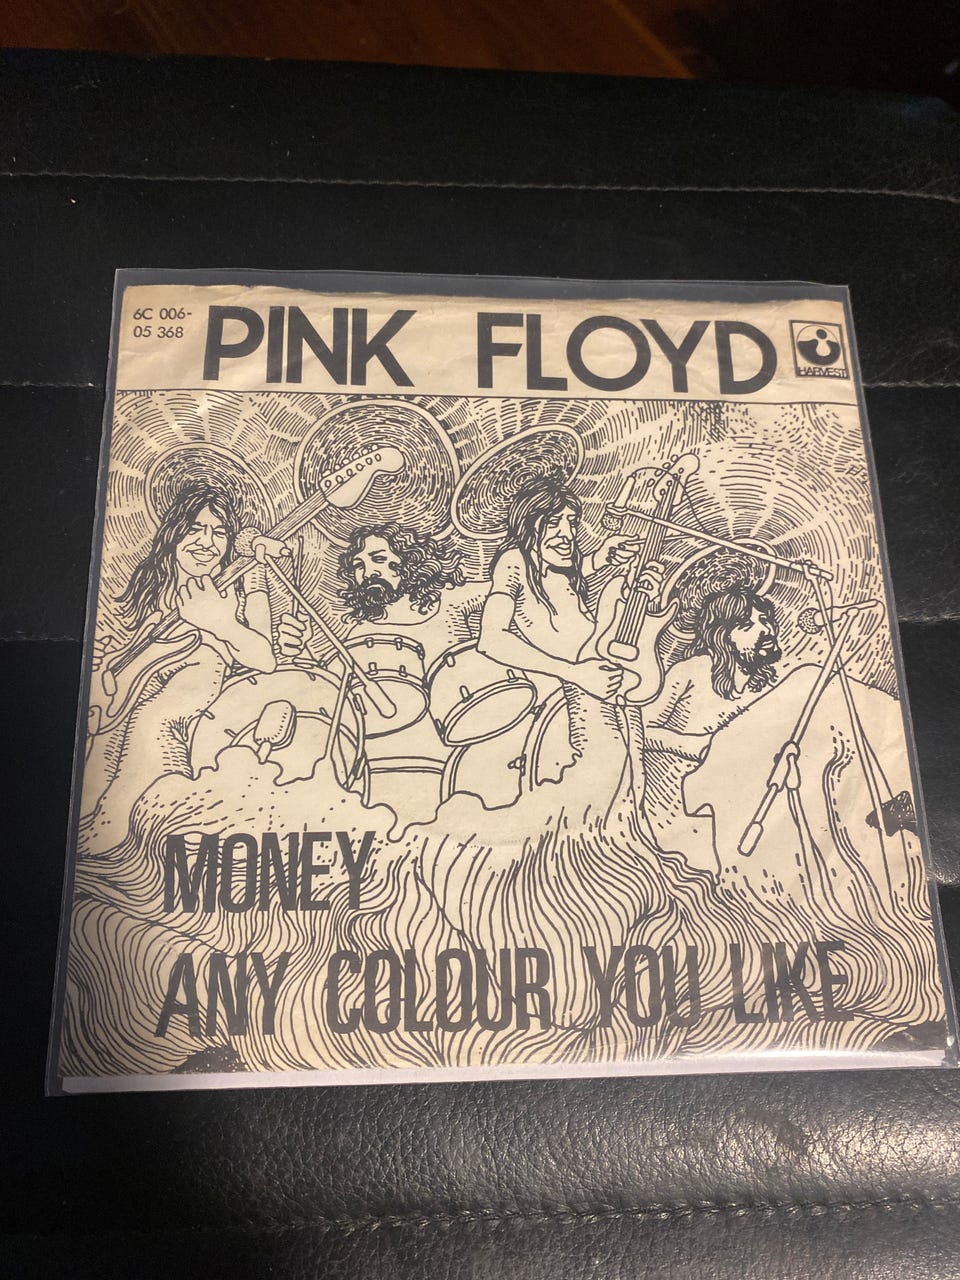 6C 006-
05 368
PINK FLOYD
HARVEST
MONEY
ANY COLOUR YOU LIKE